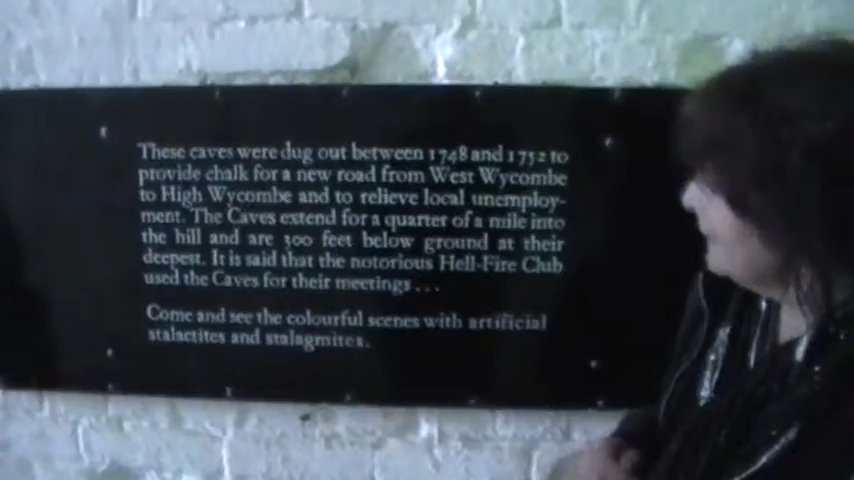 These caves were dug out between 1748 and 1752 to
provide chalk for a new road from West Wycombe
to High Wycombe and to relieve local unemploy-
ment. The Caves extend for a quarter of a mile into
the hill and are 300 feet below ground at their
deepest. It is said that the notorious Hell-Fire Club
used the Caves for their meetings ...
Come and see the colourful scenes with artificial
stalactites and stalagmites.